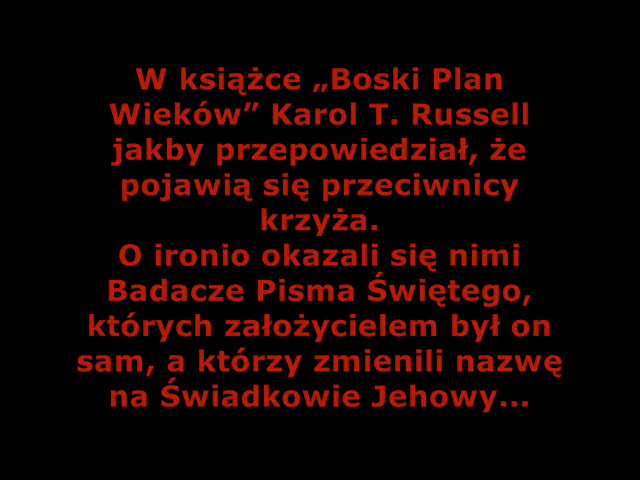 W książce „Boski Plan
Wieków” Karol T. Russell
jakby przepowiedział, że
pojawią się przeciwnicy
krzyża.
O ironio okazali się nimi
Badacze Pisma Świętego,
których założycielem był on
sam, a którzy zmienili nazwę
na Świadkowie Jehowy...